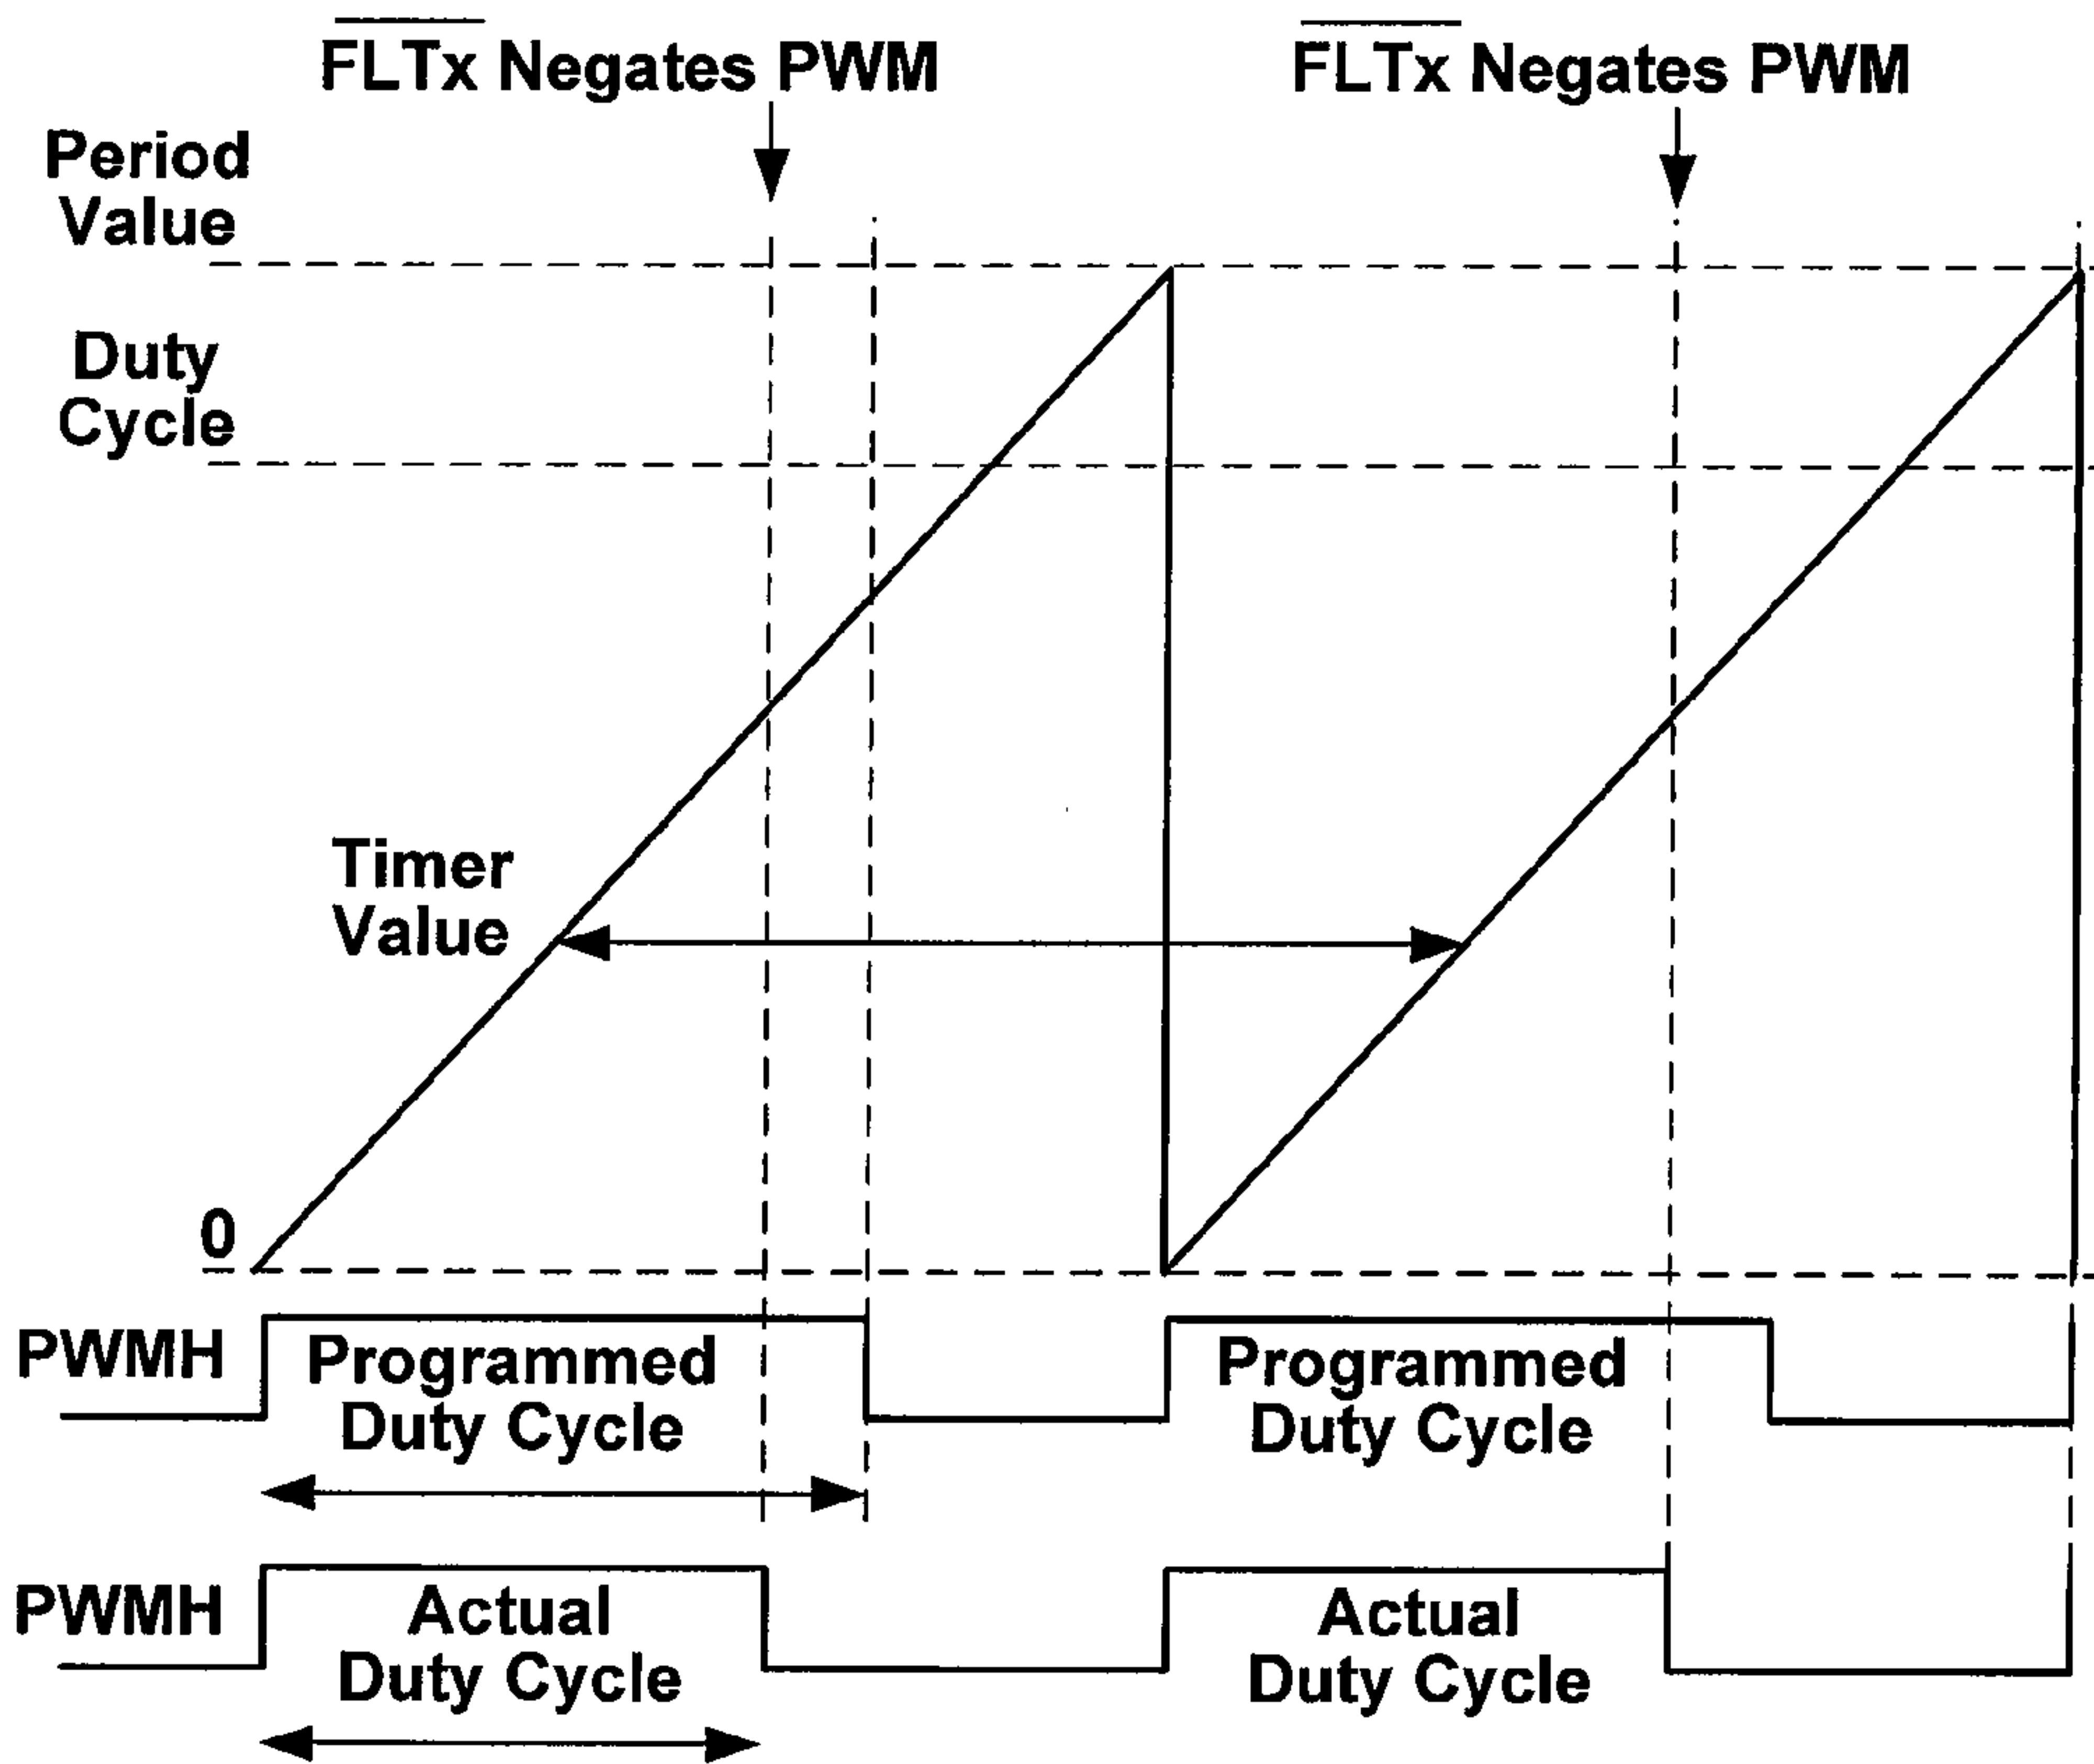 FLTx Negates PWM
FLTx Negates PWM
Period
Value
Duty
Cycle
Timer
Value
0
PWMH
Programmed
Duty Cycle
Programmed
Duty Cycle
PWMH
Actual
Duty Cycle
Actual
Duty Cycle